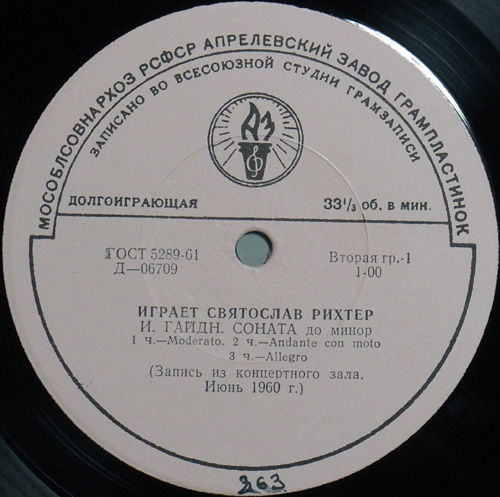 МОСОБЛСОВНАРХОЗ РСФСР АПРЕЛЕВСКИЙ ЗАВОД ГРАМПЛАСТИНОК
ЗАПИСАНО ВО ВСЕСОЮЗНОЙ СТУДИИ ГРАМЗАПИСИ
АЗ
ДОЛГОИГРАЮЩАЯ 33⅓ об. в мин.
ГОСТ 5289-61 Вторая гр.-1
Д—06709 1-00
ИГРАЕТ СВЯТОСЛАВ РИХТЕР
И. ГАЙДН. СОНАТА до минор
1 ч.—Moderato. 2 ч.—Andante con moto
3 ч.—Allegro
(Запись из концертного зала.
Июнь 1960 г.)
263